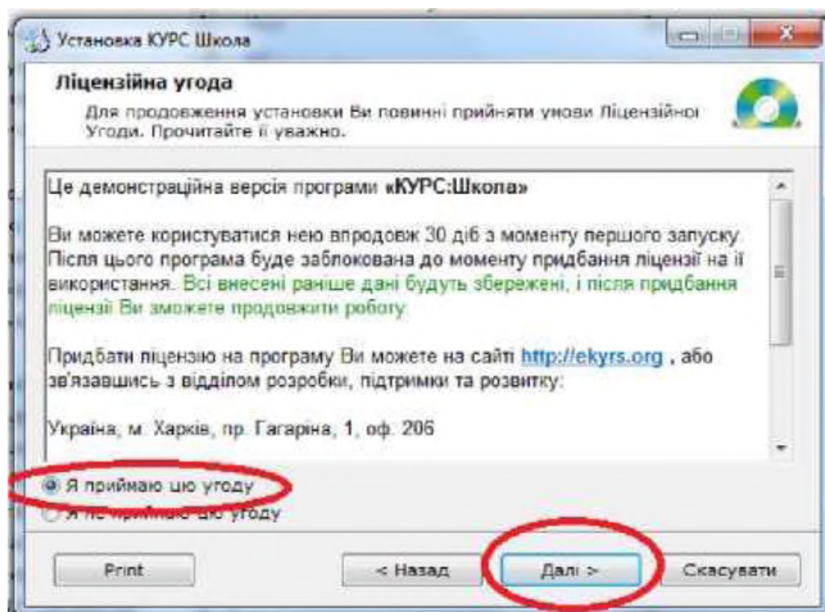 Установка КУРС Школа
Ліцензійна угода
Для продовження установки Ви повинні прийняти умови Ліцензійної
Угоди. Прочитайте її уважно.
Це демонстраційна версія програми «КУРС:Школа»
Ви можете користуватися нею впродовж 30 діб з моменту першого запуску.
Після цього програма буде заблокована до моменту придбання ліцензії на її
використання. Всі внесені раніше дані будуть збережені, і після придбання
ліцензії Ви зможете продовжити роботу.
Придбати ліцензію на програму Ви можете на сайті http://ekyrs.org , або
зв'язавшись з відділом розробки, підтримки та розвитку:
Україна, м. Харків, пр. Гагаріна, 1, оф. 206
Я приймаю цю угоду
Я не приймаю цю угоду
Print
< Назад
Далі >
Скасувати